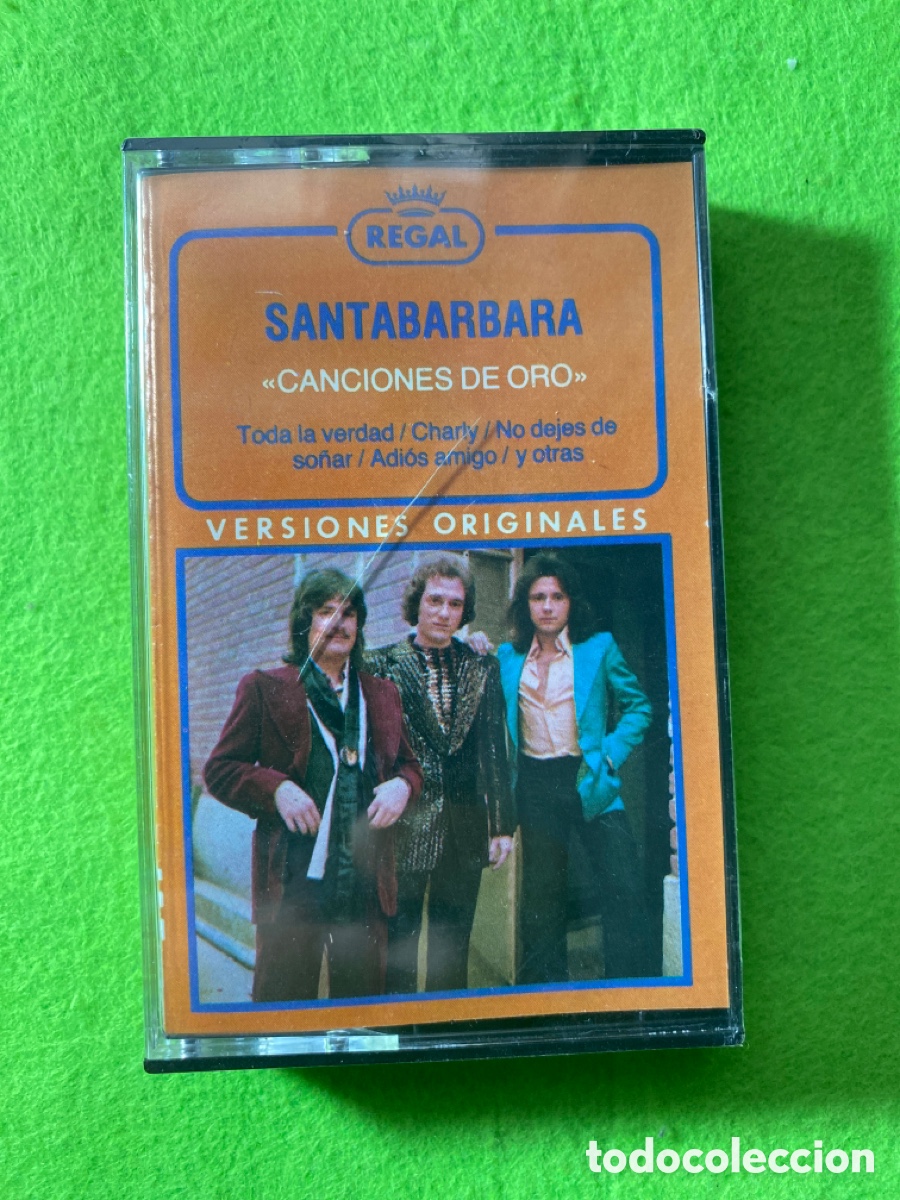 REGAL
SANTABARBARA
«CANCIONES DE ORO»
Toda la verdad / Charly / No dejes de
soñar / Adiós amigo / y otras
VERSIONES ORIGINALES
todocoleccion